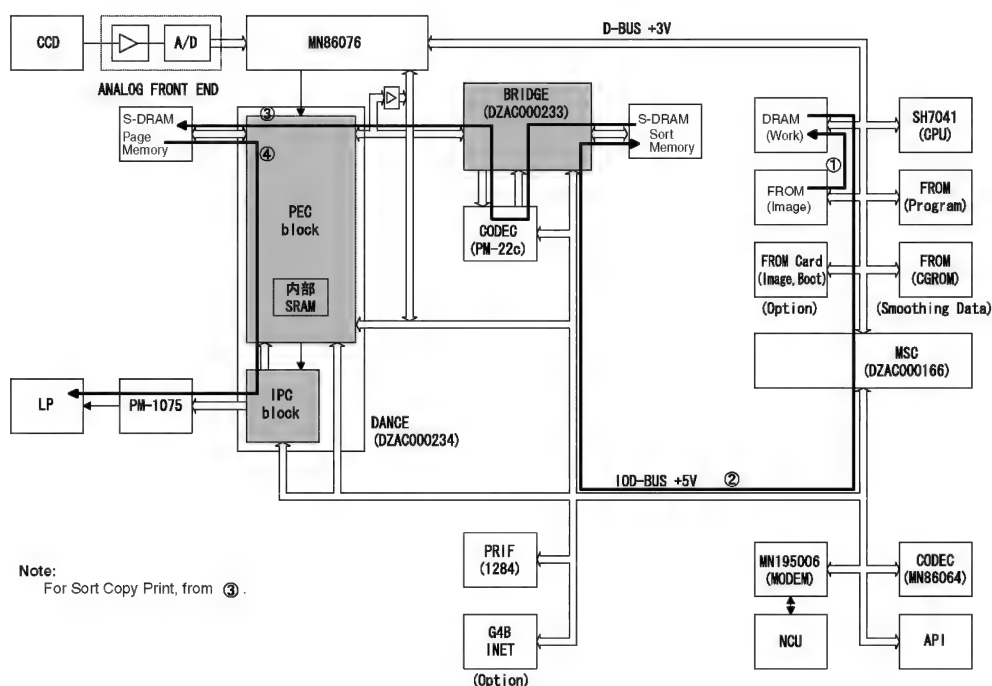 D-BUS +3V
CCD
A/D
ANALOG FRONT END
MN86076
S-DRAM
Page
Memory
③
④
PEC
block
内部
SRAM
IPC
block
DANCE
(DZAC000234)
LP
PM-1075
BRIDGE
(DZAC000233)
S-DRAM
Sort
Memory
CODEC
(PM-22c)
DRAM
(Work)
①
FROM
(Image)
SH7041
(CPU)
FROM
(Program)
FROM Card
(Image,Boot)
(Option)
FROM
(CGROM)
(Smoothing Data)
MSC
(DZAC000166)
IOD-BUS +5V
②
PRIF
(1284)
G4B
INET
(Option)
MN195006
(MODEM)
CODEC
(MN86064)
NCU
API
Note:
For Sort Copy Print, from ③.